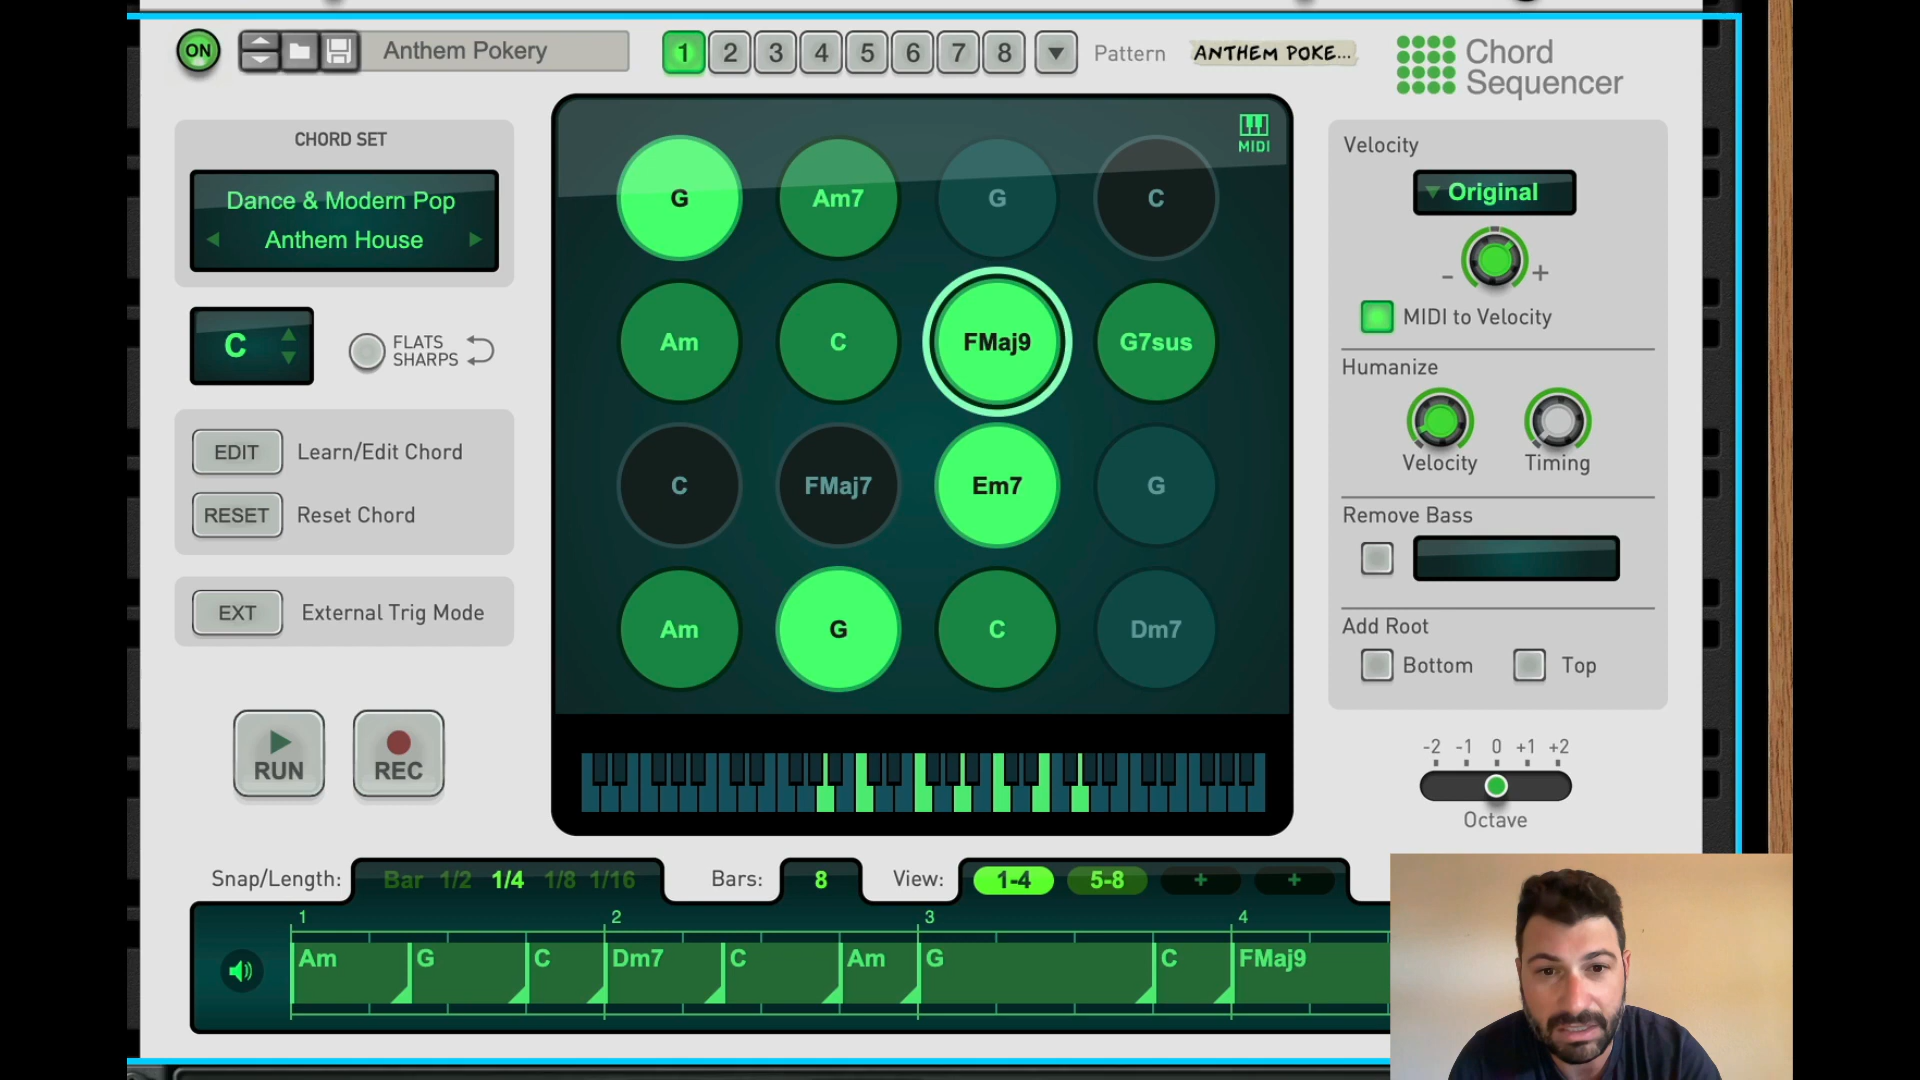 ON
Anthem Pokery
1 2 3 4 5 6 7 8
Pattern
ANTHEM POKE...
Chord
Sequencer
CHORD SET
Dance & Modern Pop
Anthem House
C
FLATS
SHARPS
EDIT
Learn/Edit Chord
RESET
Reset Chord
EXT
External Trig Mode
RUN
REC
MIDI
G Am7 G C
Am C FMaj9 G7sus
C FMaj7 Em7 G
Am G C Dm7
Velocity
Original
- +
MIDI to Velocity
Humanize
Velocity
Timing
Remove Bass
Add Root
Bottom
Top
-2 -1 0 +1 +2
Octave
Snap/Length:
Bar 1/2 1/4 1/8 1/16
Bars:
8
View:
1-4 5-8 + +
1 2 3 4
Am G C Dm7 C Am G C FMaj9